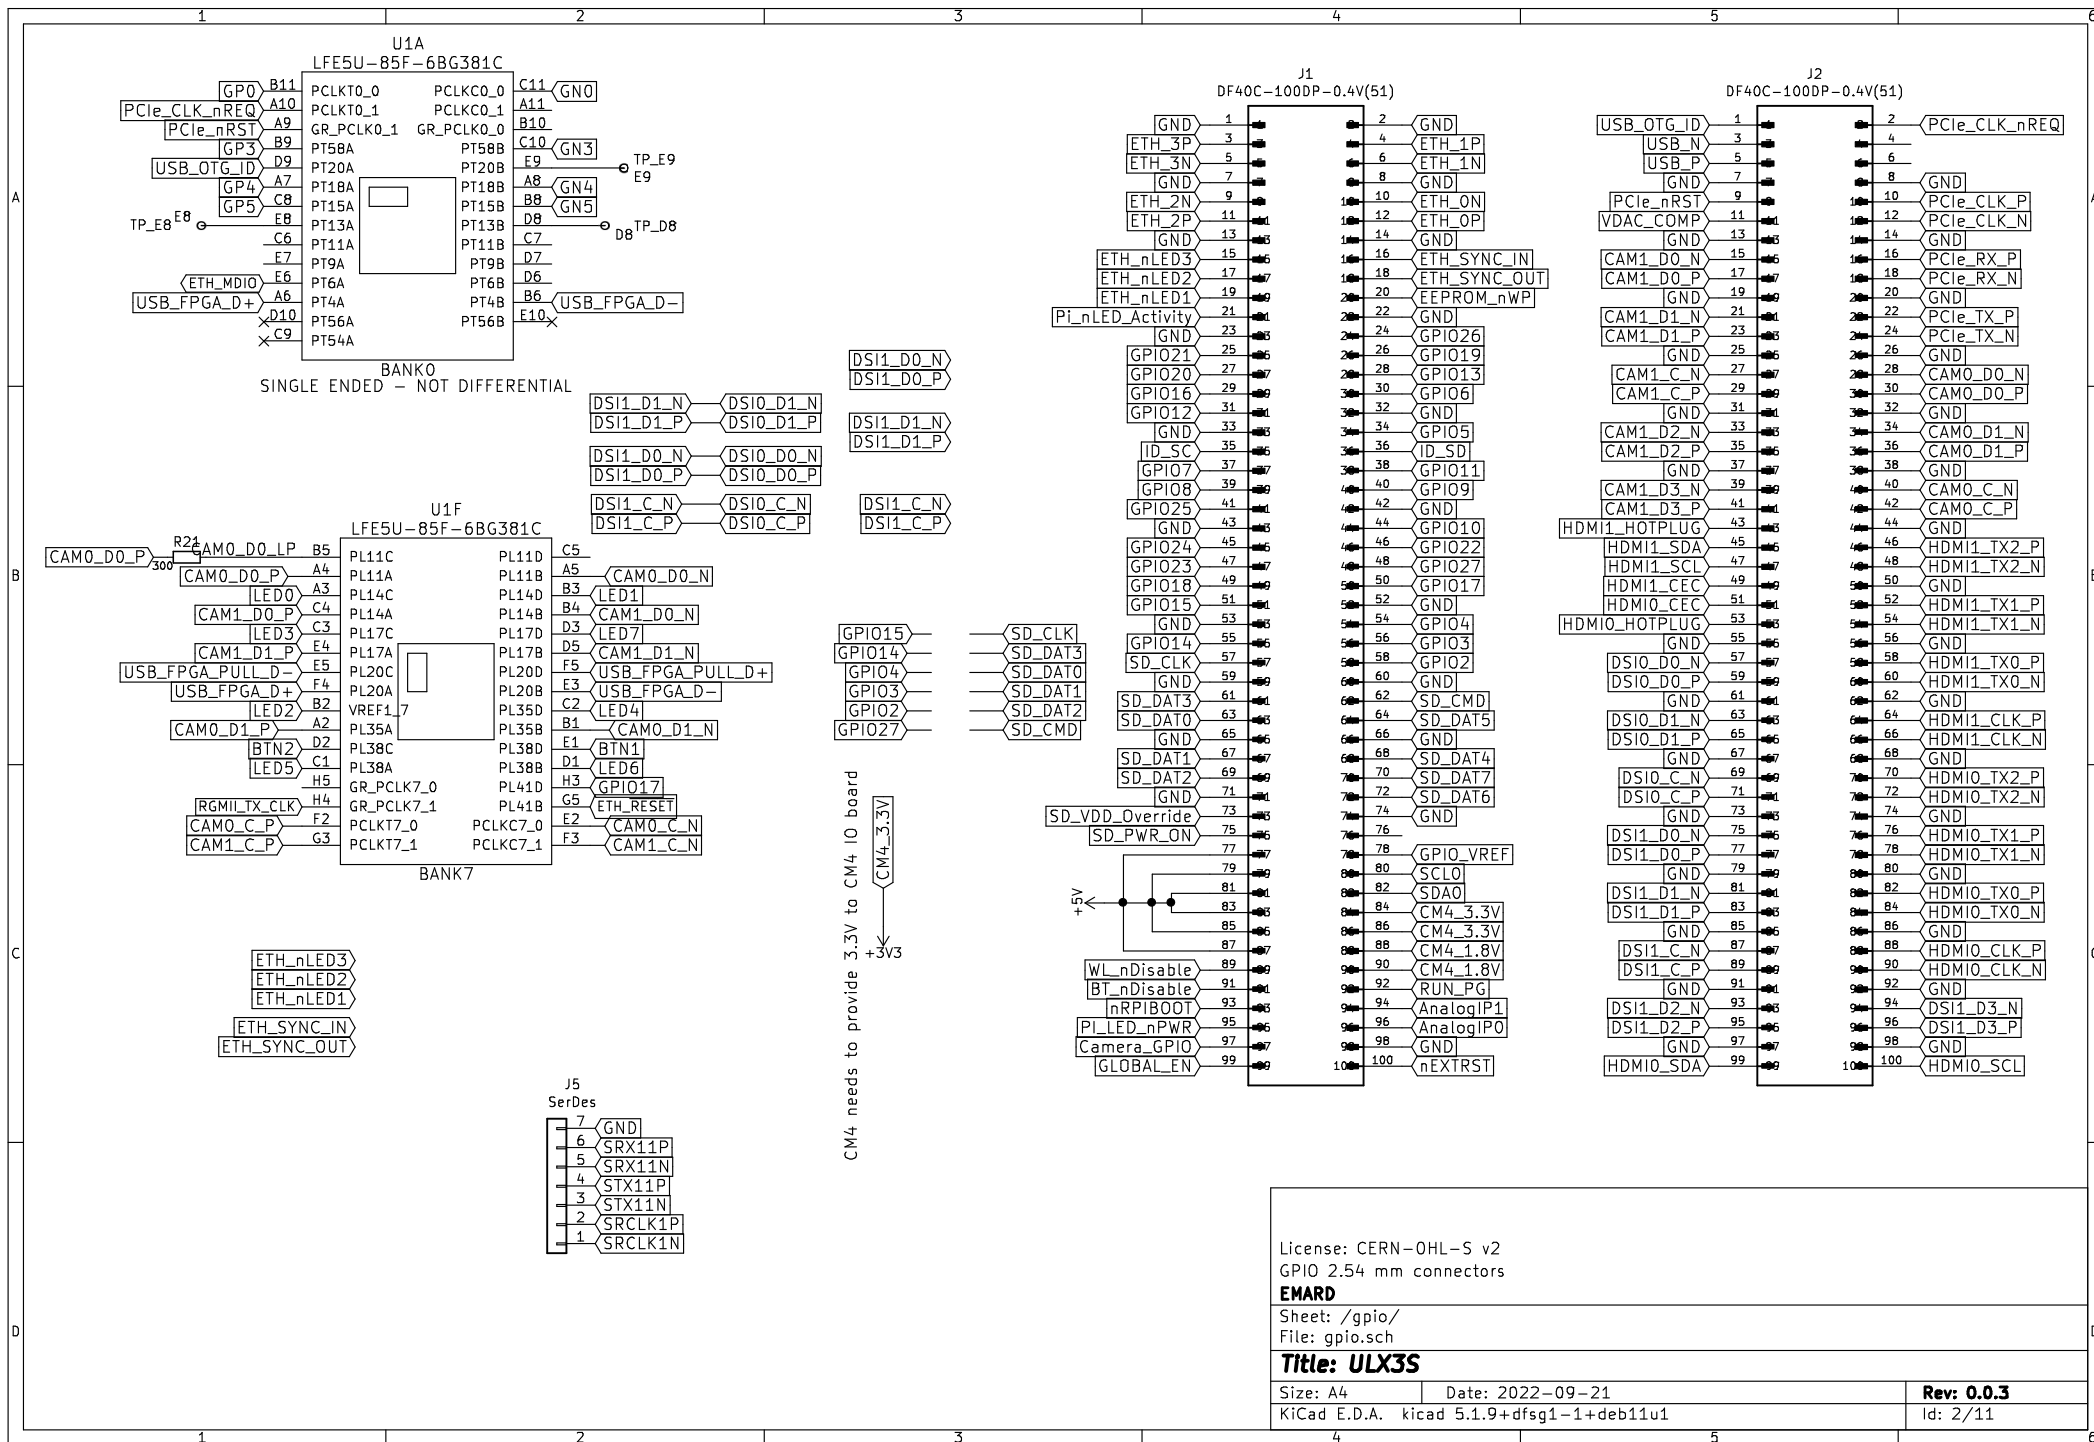 1 2 3 4 5 6
U1A
LFE5U-85F-6BG381C
GP0 B11 PCLKT0_0 PCLKC0_0 C11 GN0
PCIe_CLK_nREQ A10 PCLKT0_1 PCLKC0_1 A11
PCIe_nRST A9 GR_PCLK0_1 GR_PCLK0_0 B10
GP3 B9 PT58A PT58B C10 GN3
USB_OTG_ID D9 PT20A PT20B E9 TP_E9 E9
GP4 A7 PT18A PT18B A8 GN4
GP5 C8 PT15A PT15B B8 GN5
TP_E8 E8 E8 PT13A PT13B D8 D8 TP_D8
C6 PT11A PT11B C7
E7 PT9A PT9B D7
ETH_MDIO E6 PT6A PT6B D6
USB_FPGA_D+ A6 PT4A PT4B B6 USB_FPGA_D-
D10 PT56A PT56B E10
C9 PT54A
BANK0
SINGLE ENDED - NOT DIFFERENTIAL
DSI1_D1_N DSI0_D1_N
DSI1_D1_P DSI0_D1_P
DSI1_D0_N DSI0_D0_N
DSI1_D0_P DSI0_D0_P
DSI1_C_N DSI0_C_N
DSI1_C_P DSI0_C_P
DSI1_D0_N
DSI1_D0_P
DSI1_D1_N
DSI1_D1_P
DSI1_C_N
DSI1_C_P
U1F
LFE5U-85F-6BG381C
CAM0_D0_P R21 300 CAM0_D0_LP B5 PL11C PL11D C5
CAM0_D0_P A4 PL11A PL11B A5 CAM0_D0_N
LED0 A3 PL14C PL14D B3 LED1
CAM1_D0_P C4 PL14A PL14B B4 CAM1_D0_N
LED3 C3 PL17C PL17D D3 LED7
CAM1_D1_P E4 PL17A PL17B D5 CAM1_D1_N
USB_FPGA_PULL_D- E5 PL20C PL20D F5 USB_FPGA_PULL_D+
USB_FPGA_D+ F4 PL20A PL20B E3 USB_FPGA_D-
LED2 B2 VREF1_7 PL35D C2 LED4
CAM0_D1_P A2 PL35A PL35B B1 CAM0_D1_N
BTN2 D2 PL38C PL38D E1 BTN1
LED5 C1 PL38A PL38B D1 LED6
H5 GR_PCLK7_0 PL41D H3 GPIO17
RGMII_TX_CLK H4 GR_PCLK7_1 PL41B G5 ETH_RESET
CAM0_C_P F2 PCLKT7_0 PCLKC7_0 E2 CAM0_C_N
CAM1_C_P G3 PCLKT7_1 PCLKC7_1 F3 CAM1_C_N
BANK7
GPIO15 SD_CLK
GPIO14 SD_DAT3
GPIO4 SD_DAT0
GPIO3 SD_DAT1
GPIO2 SD_DAT2
GPIO27 SD_CMD
CM4 needs to provide 3.3V to CM4 IO board
CM4_3.3V
+3V3
ETH_nLED3
ETH_nLED2
ETH_nLED1
ETH_SYNC_IN
ETH_SYNC_OUT
J5
SerDes
7 GND
6 SRX11P
5 SRX11N
4 STX11P
3 STX11N
2 SRCLK1P
1 SRCLK1N
J1
DF40C-100DP-0.4V(51)
GND 1 2 GND
ETH_3P 3 4 ETH_1P
ETH_3N 5 6 ETH_1N
GND 7 8 GND
ETH_2N 9 10 ETH_0N
ETH_2P 11 12 ETH_0P
GND 13 14 GND
ETH_nLED3 15 16 ETH_SYNC_IN
ETH_nLED2 17 18 ETH_SYNC_OUT
ETH_nLED1 19 20 EEPROM_nWP
Pi_nLED_Activity 21 22 GND
GND 23 24 GPIO26
GPIO21 25 26 GPIO19
GPIO20 27 28 GPIO13
GPIO16 29 30 GPIO6
GPIO12 31 32 GND
GND 33 34 GPIO5
ID_SC 35 36 ID_SD
GPIO7 37 38 GPIO11
GPIO8 39 40 GPIO9
GPIO25 41 42 GND
GND 43 44 GPIO10
GPIO24 45 46 GPIO22
GPIO23 47 48 GPIO27
GPIO18 49 50 GPIO17
GPIO15 51 52 GND
GND 53 54 GPIO4
GPIO14 55 56 GPIO3
SD_CLK 57 58 GPIO2
GND 59 60 GND
SD_DAT3 61 62 SD_CMD
SD_DAT0 63 64 SD_DAT5
GND 65 66 GND
SD_DAT1 67 68 SD_DAT4
SD_DAT2 69 70 SD_DAT7
GND 71 72 SD_DAT6
SD_VDD_Override 73 74 GND
SD_PWR_ON 75 76
77 78 GPIO_VREF
79 80 SCL0
81 82 SDA0
+5V
83 84 CM4_3.3V
85 86 CM4_3.3V
87 88 CM4_1.8V
WL_nDisable 89 90 CM4_1.8V
BT_nDisable 91 92 RUN_PG
nRPIBOOT 93 94 AnalogIP1
PI_LED_nPWR 95 96 AnalogIP0
Camera_GPIO 97 98 GND
GLOBAL_EN 99 100 nEXTRST
J2
DF40C-100DP-0.4V(51)
USB_OTG_ID 1 2 PCIe_CLK_nREQ
USB_N 3 4
USB_P 5 6
GND 7 8 GND
PCIe_nRST 9 10 PCIe_CLK_P
VDAC_COMP 11 12 PCIe_CLK_N
GND 13 14 GND
CAM1_D0_N 15 16 PCIe_RX_P
CAM1_D0_P 17 18 PCIe_RX_N
GND 19 20 GND
CAM1_D1_N 21 22 PCIe_TX_P
CAM1_D1_P 23 24 PCIe_TX_N
GND 25 26 GND
CAM1_C_N 27 28 CAM0_D0_N
CAM1_C_P 29 30 CAM0_D0_P
GND 31 32 GND
CAM1_D2_N 33 34 CAM0_D1_N
CAM1_D2_P 35 36 CAM0_D1_P
GND 37 38 GND
CAM1_D3_N 39 40 CAM0_C_N
CAM1_D3_P 41 42 CAM0_C_P
HDMI1_HOTPLUG 43 44 GND
HDMI1_SDA 45 46 HDMI1_TX2_P
HDMI1_SCL 47 48 HDMI1_TX2_N
HDMI1_CEC 49 50 GND
HDMI0_CEC 51 52 HDMI1_TX1_P
HDMI0_HOTPLUG 53 54 HDMI1_TX1_N
GND 55 56 GND
DSI0_D0_N 57 58 HDMI1_TX0_P
DSI0_D0_P 59 60 HDMI1_TX0_N
GND 61 62 GND
DSI0_D1_N 63 64 HDMI1_CLK_P
DSI0_D1_P 65 66 HDMI1_CLK_N
GND 67 68 GND
DSI0_C_N 69 70 HDMI0_TX2_P
DSI0_C_P 71 72 HDMI0_TX2_N
GND 73 74 GND
DSI1_D0_N 75 76 HDMI0_TX1_P
DSI1_D0_P 77 78 HDMI0_TX1_N
GND 79 80 GND
DSI1_D1_N 81 82 HDMI0_TX0_P
DSI1_D1_P 83 84 HDMI0_TX0_N
GND 85 86 GND
DSI1_C_N 87 88 HDMI0_CLK_P
DSI1_C_P 89 90 HDMI0_CLK_N
GND 91 92 GND
DSI1_D2_N 93 94 DSI1_D3_N
DSI1_D2_P 95 96 DSI1_D3_P
GND 97 98 GND
HDMI0_SDA 99 100 HDMI0_SCL
A
B
C
D
License: CERN-OHL-S v2
GPIO 2.54 mm connectors
EMARD
Sheet: /gpio/
File: gpio.sch
Title: ULX3S
Size: A4 Date: 2022-09-21 Rev: 0.0.3
KiCad E.D.A. kicad 5.1.9+dfsg1-1+deb11u1 Id: 2/11
1 2 3 4 5 6